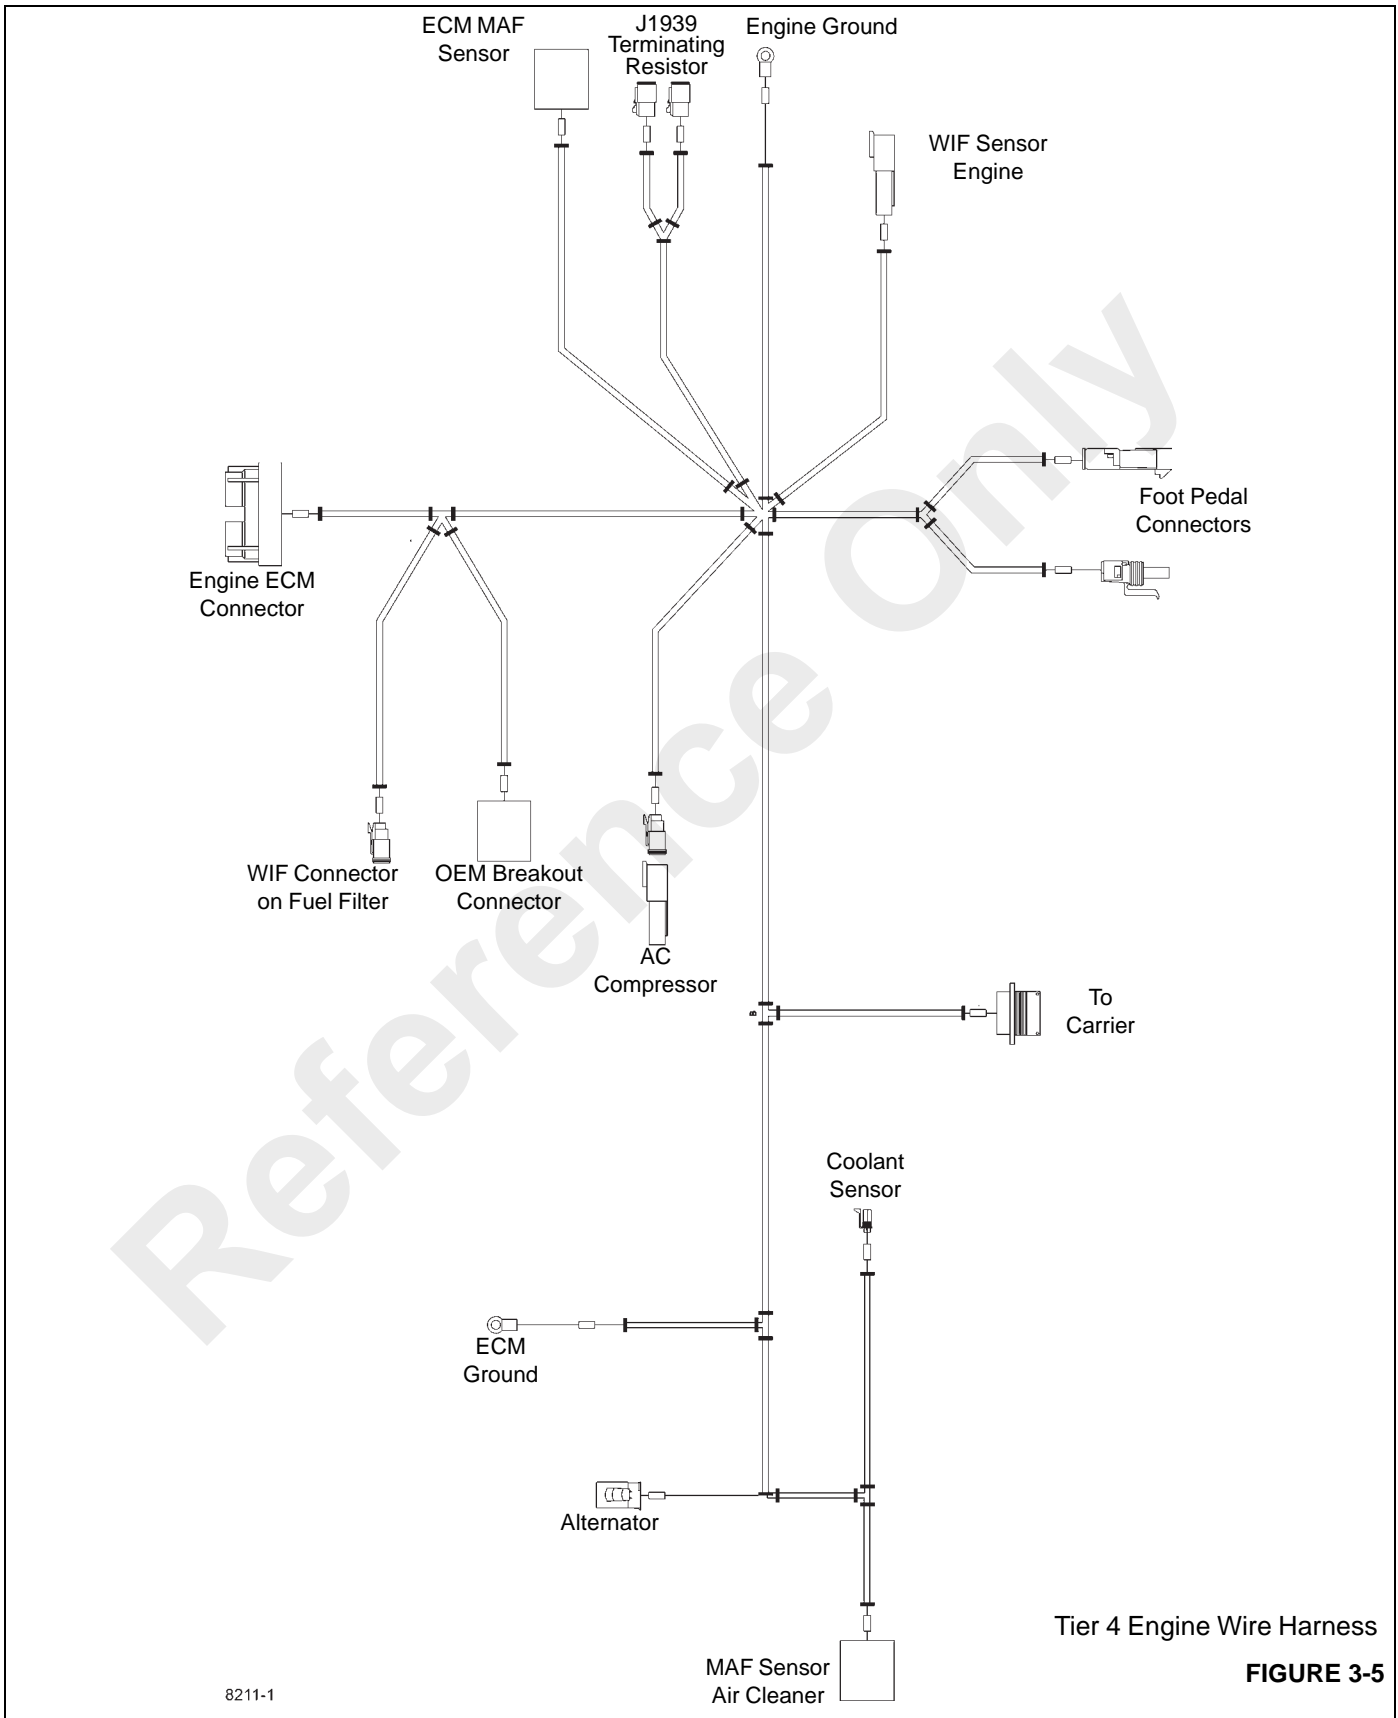 ECM MAF
Sensor
J1939
Terminating
Resistor
Engine Ground
WIF Sensor
Engine
Foot Pedal
Connectors
Engine ECM
Connector
WIF Connector
on Fuel Filter
OEM Breakout
Connector
AC
Compressor
B
To
Carrier
Coolant
Sensor
ECM
Ground
Alternator
MAF Sensor
Air Cleaner
Tier 4 Engine Wire Harness
FIGURE 3-5
8211-1
Reference Only